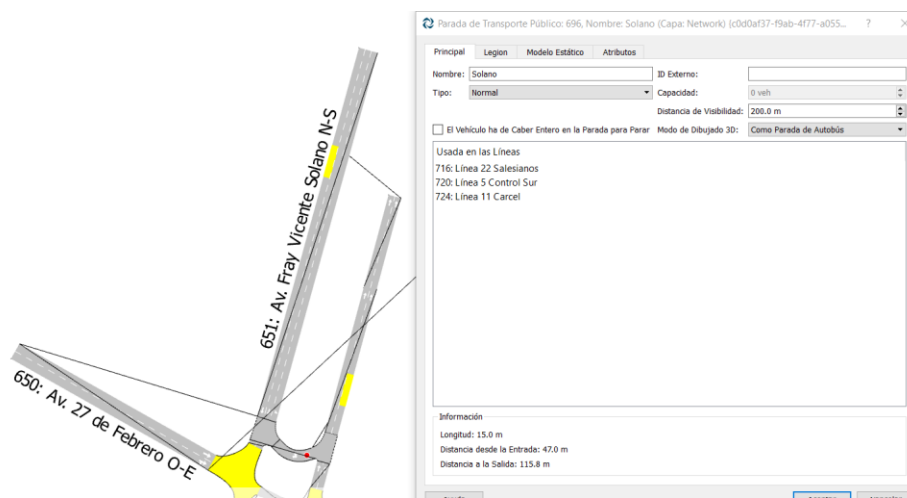 Parada de Transporte Público: 696, Nombre: Solano (Capa: Network) {c0d0af37-f9ab-4f77-a055...
Principal Legion Modelo Estático Atributos
Nombre: Solano ID Externo:
Tipo: Normal Capacidad: 0 veh
Distancia de Visibilidad: 200.0 m
El Vehículo ha de Caber Entero en la Parada para Parar Modo de Dibujado 3D: Como Parada de Autobús
Usada en las Líneas
716: Línea 22 Salesianos
720: Línea 5 Control Sur
724: Línea 11 Carcel
Información
Longitud: 15.0 m
Distancia desde la Entrada: 47.0 m
Distancia a la Salida: 115.8 m
651: Av. Fray Vicente Solano N-S
650: Av. 27 de Febrero O-E